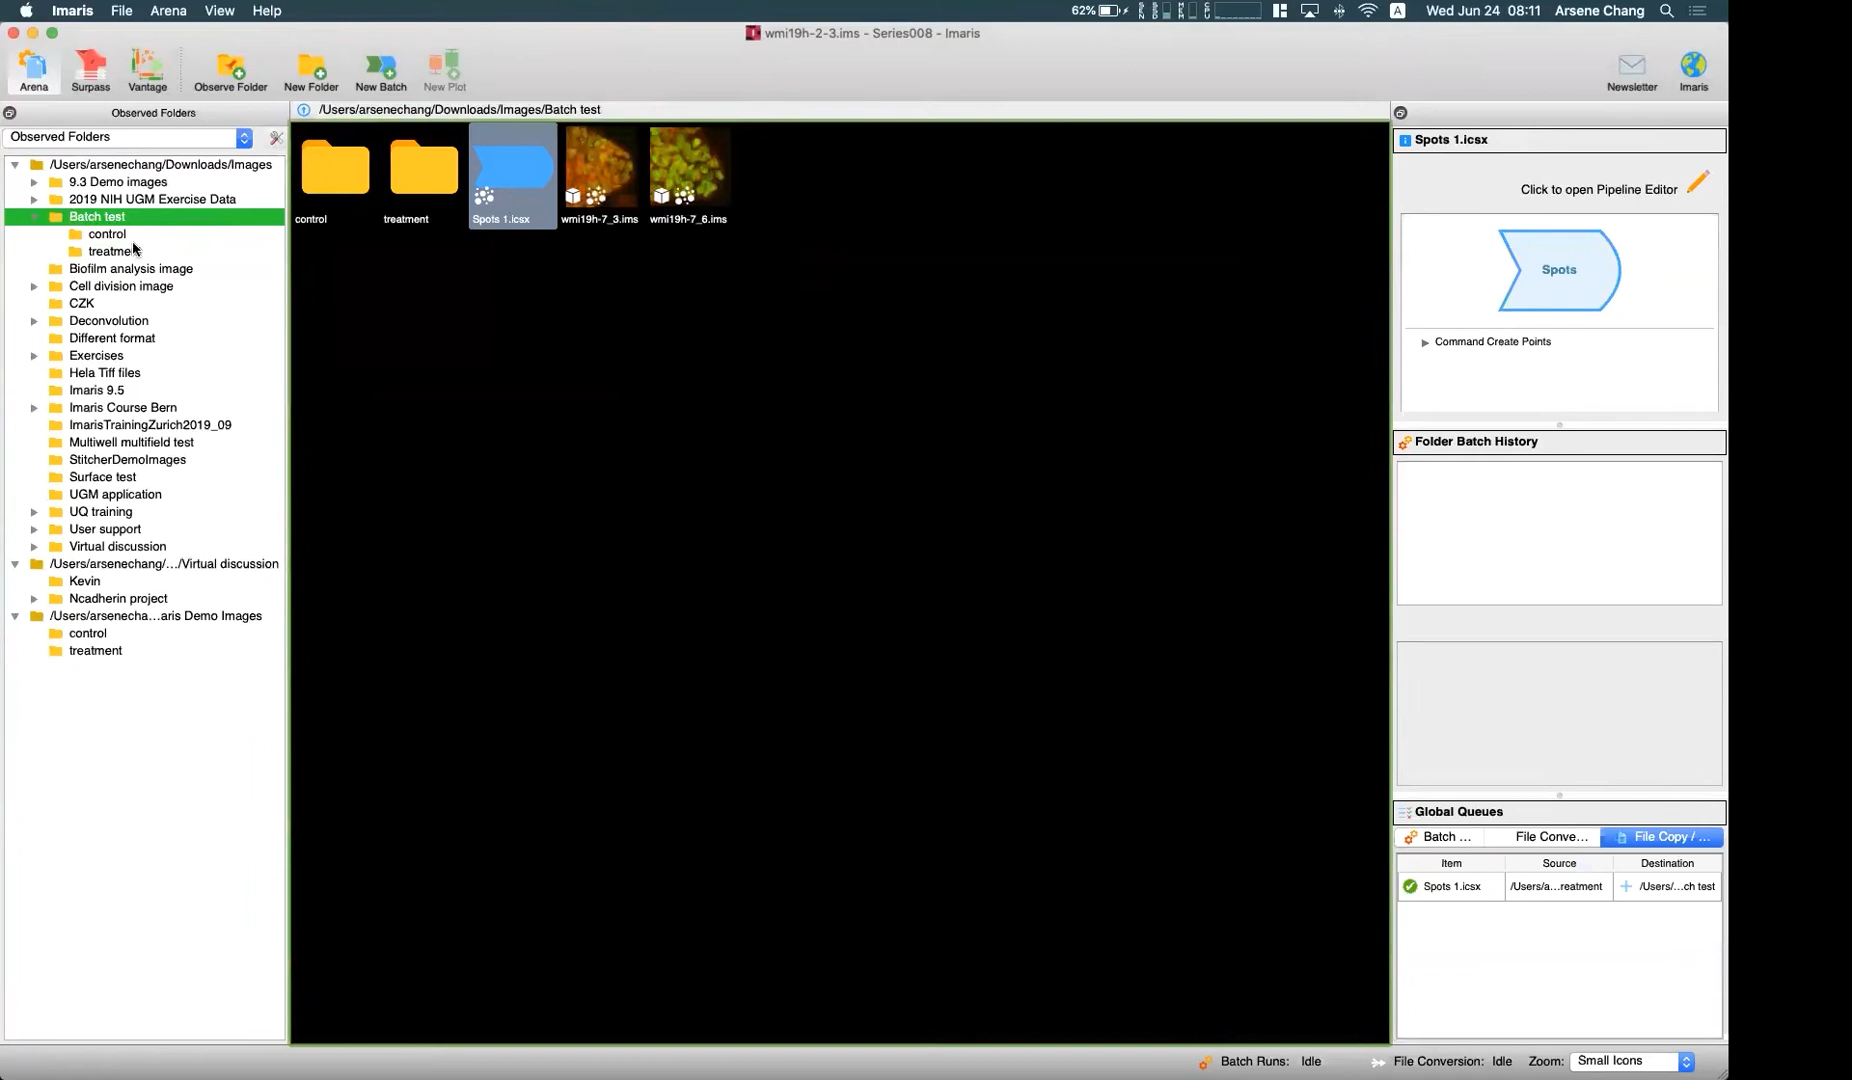 Imaris File Arena View Help 62% A Wed Jun 24 08:11 Arsene Chang
wmi19h-2-3.ims - Series008 - Imaris
Arena Surpass Vantage Observe Folder New Folder New Batch New Plot Newsletter Imaris
Observed Folders
/Users/arsenechang/Downloads/Images/Batch test
Observed Folders
/Users/arsenechang/Downloads/Images
9.3 Demo images
2019 NIH UGM Exercise Data
Batch test
control
treatme
Biofilm analysis image
Cell division image
CZK
Deconvolution
Different format
Exercises
Hela Tiff files
Imaris 9.5
Imaris Course Bern
ImarisTrainingZurich2019_09
Multiwell multifield test
StitcherDemoImages
Surface test
UGM application
UQ training
User support
Virtual discussion
/Users/arsenechang/…/Virtual discussion
Kevin
Ncadherin project
/Users/arsenecha…aris Demo Images
control
treatment
control treatment Spots 1.icsx wmi19h-7_3.ims wmi19h-7_6.ims
Spots 1.icsx
Click to open Pipeline Editor
Spots
Command Create Points
Folder Batch History
Global Queues
Batch ... File Conve... File Copy / ...
Item Source Destination
Spots 1.icsx /Users/a...reatment /Users/...ch test
Batch Runs: Idle File Conversion: Idle Zoom: Small Icons